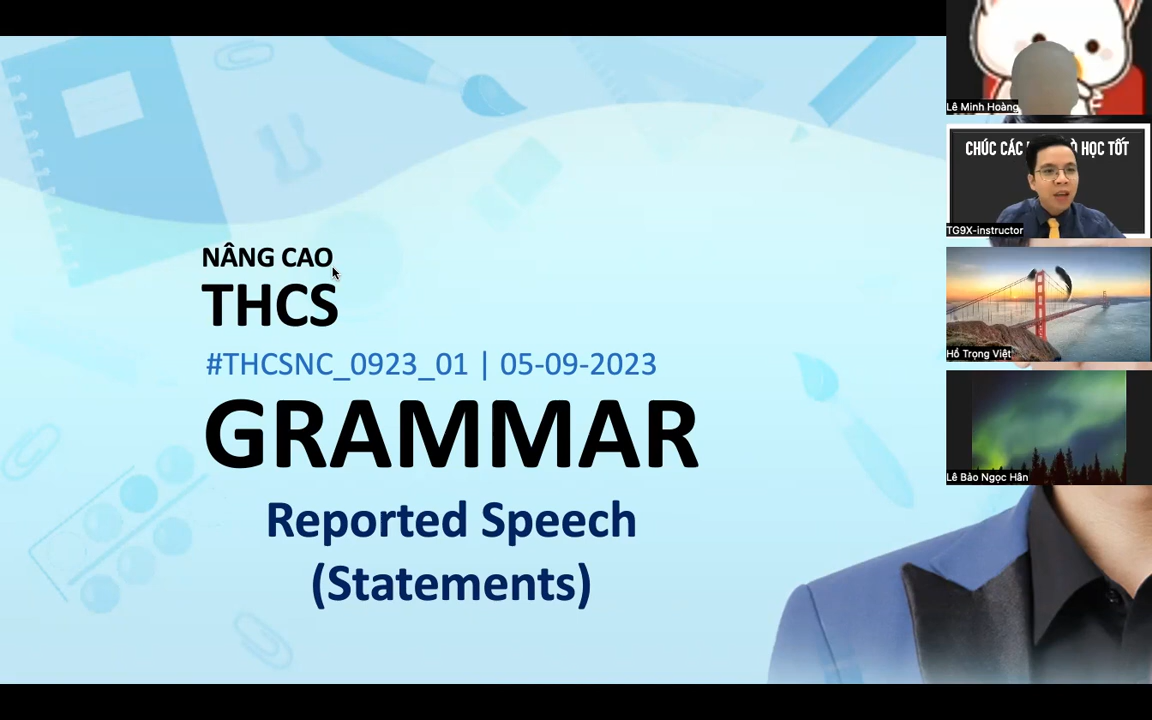 NÂNG CAO
THCS
#THCSNC_0923_01 | 05-09-2023
GRAMMAR
Reported Speech
(Statements)
Lê Minh Hoàng
CHÚC CÁC HỌC TỐT
TG9X-instructor
Hồ Trọng Việt
Lê Bảo Ngọc Hân